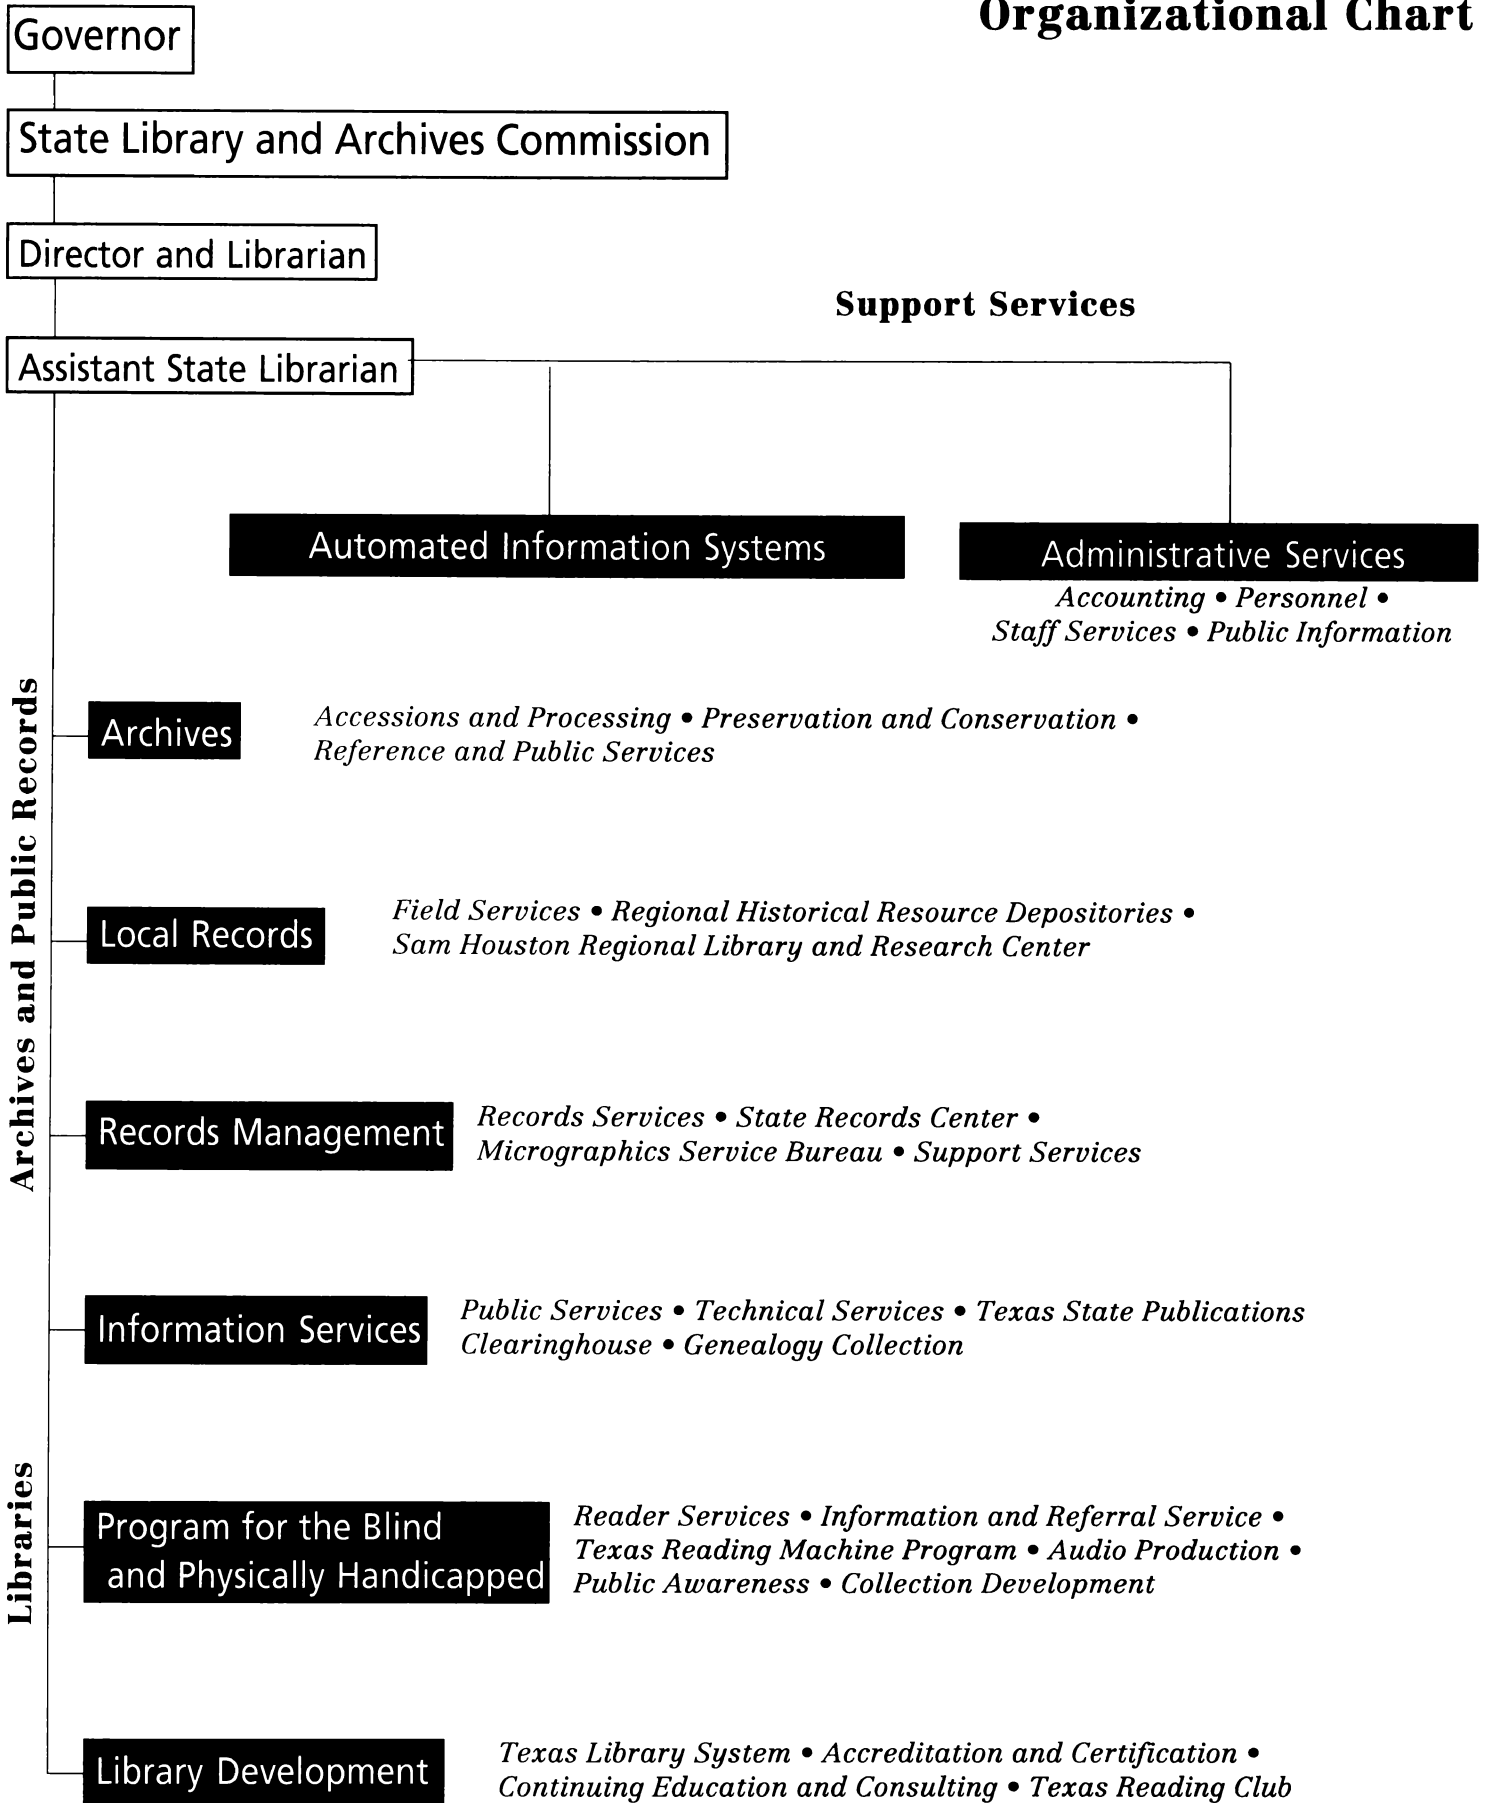 Organizational Chart
Governor
State Library and Archives Commission
Director and Librarian
Support Services
Assistant State Librarian
Automated Information Systems
Administrative Services
Accounting • Personnel •
Staff Services • Public Information
Archives and Public Records
Archives
Accessions and Processing • Preservation and Conservation •
Reference and Public Services
Local Records
Field Services • Regional Historical Resource Depositories •
Sam Houston Regional Library and Research Center
Records Management
Records Services • State Records Center •
Micrographics Service Bureau • Support Services
Information Services
Public Services • Technical Services • Texas State Publications
Clearinghouse • Genealogy Collection
Libraries
Program for the Blind
and Physically Handicapped
Reader Services • Information and Referral Service •
Texas Reading Machine Program • Audio Production •
Public Awareness • Collection Development
Library Development
Texas Library System • Accreditation and Certification •
Continuing Education and Consulting • Texas Reading Club